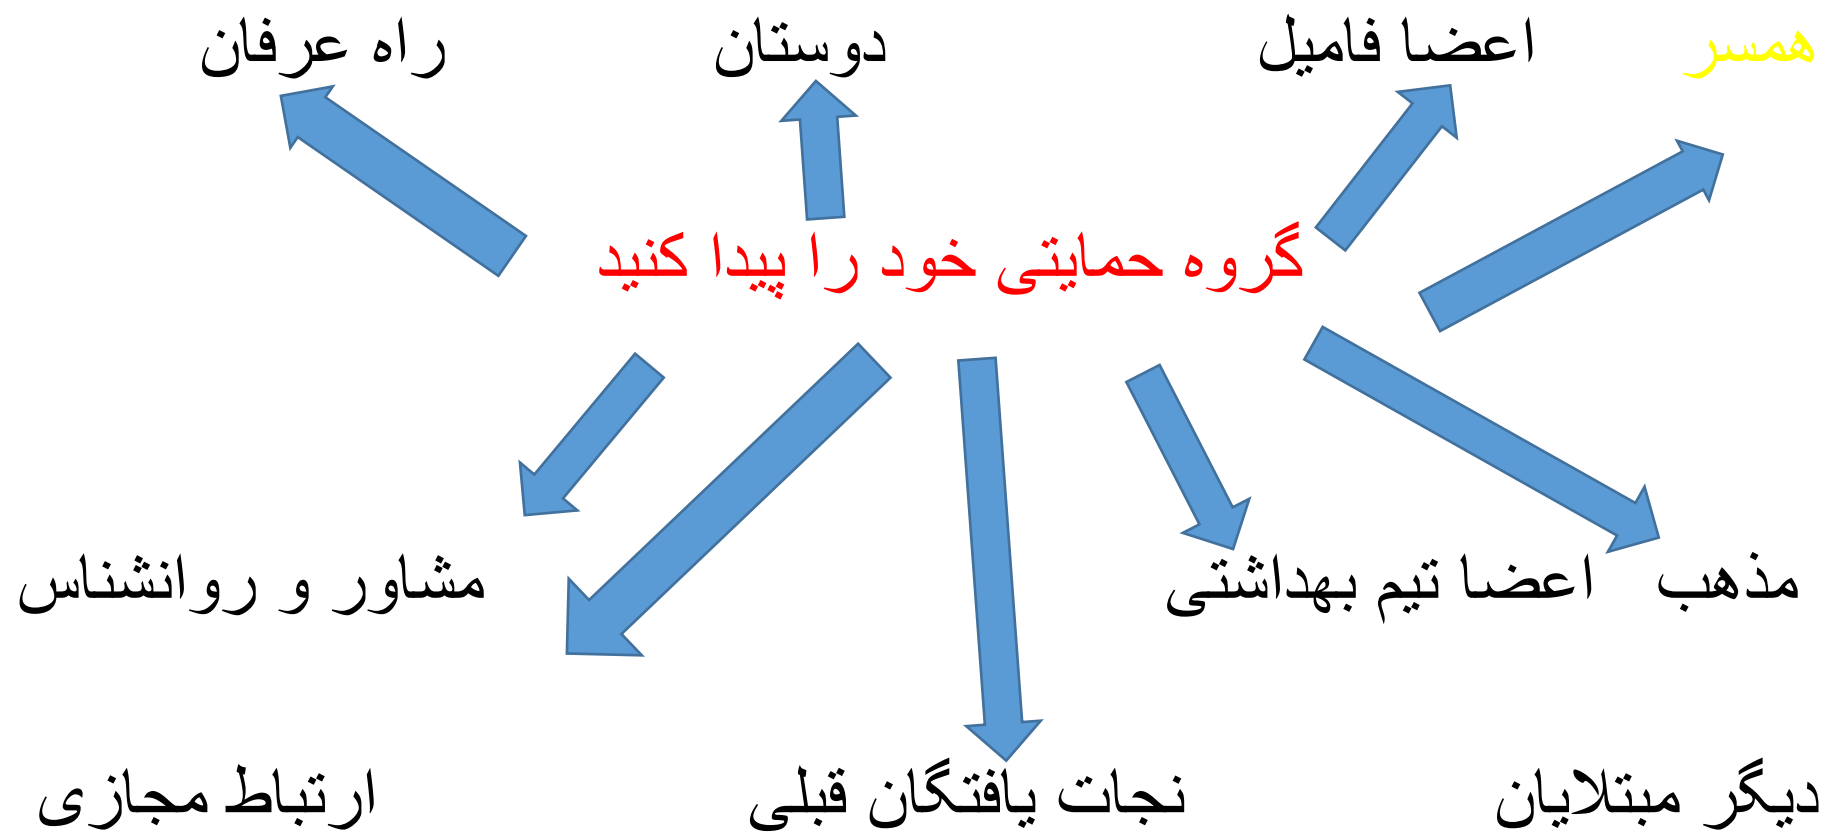 همسر اعضا فامیل دوستان راه عرفان
گروه حمایتی خود را پیدا کنید
مذهب اعضا تیم بهداشتی مشاور و روانشناس
دیگر مبتلایان نجات یافتگان قبلی ارتباط مجازی